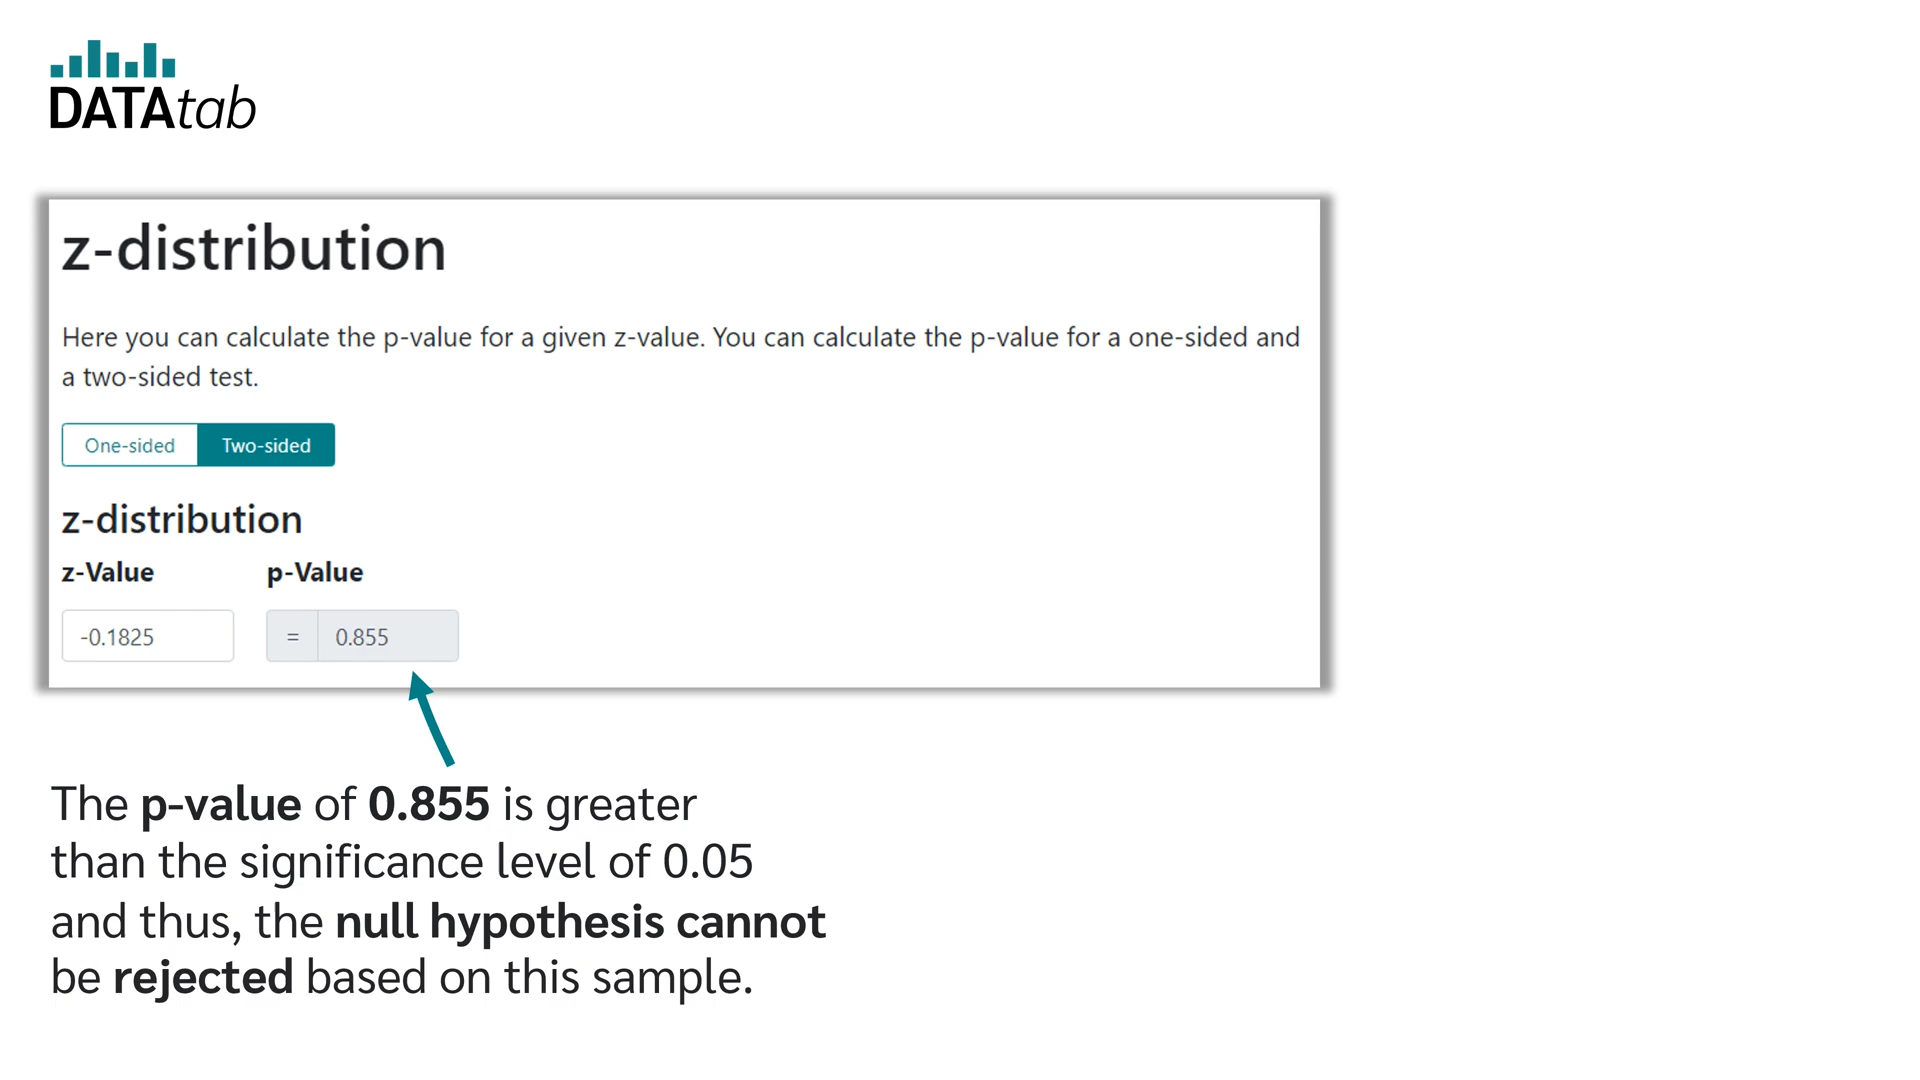 DATAtab
z-distribution
Here you can calculate the p-value for a given z-value. You can calculate the p-value for a one-sided and
a two-sided test.
One-sided Two-sided
z-distribution
z-Value p-Value
-0.1825 = 0.855
The p-value of 0.855 is greater
than the significance level of 0.05
and thus, the null hypothesis cannot
be rejected based on this sample.